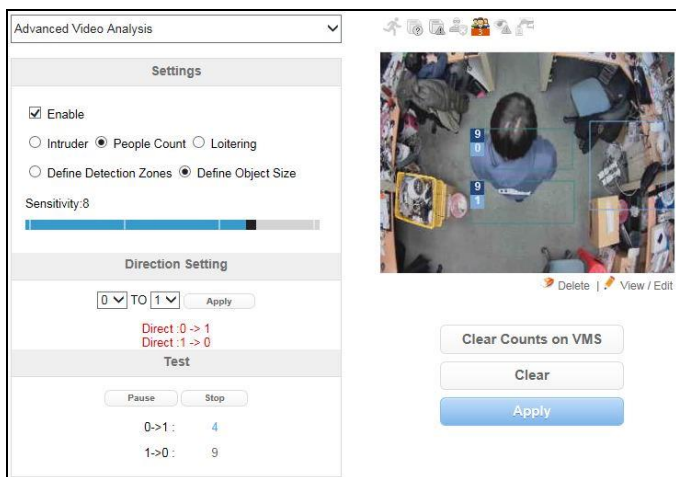 Advanced Video Analysis
Settings
Enable
Intruder People Count Loitering
Define Detection Zones Define Object Size
Sensitivity:8
Direction Setting
0 TO 1 Apply
Direct :0 -> 1
Direct :1 -> 0
Test
Pause Stop
0->1 : 4
1->0 : 9
9
0
9
1
Delete | View / Edit
Clear Counts on VMS
Clear
Apply